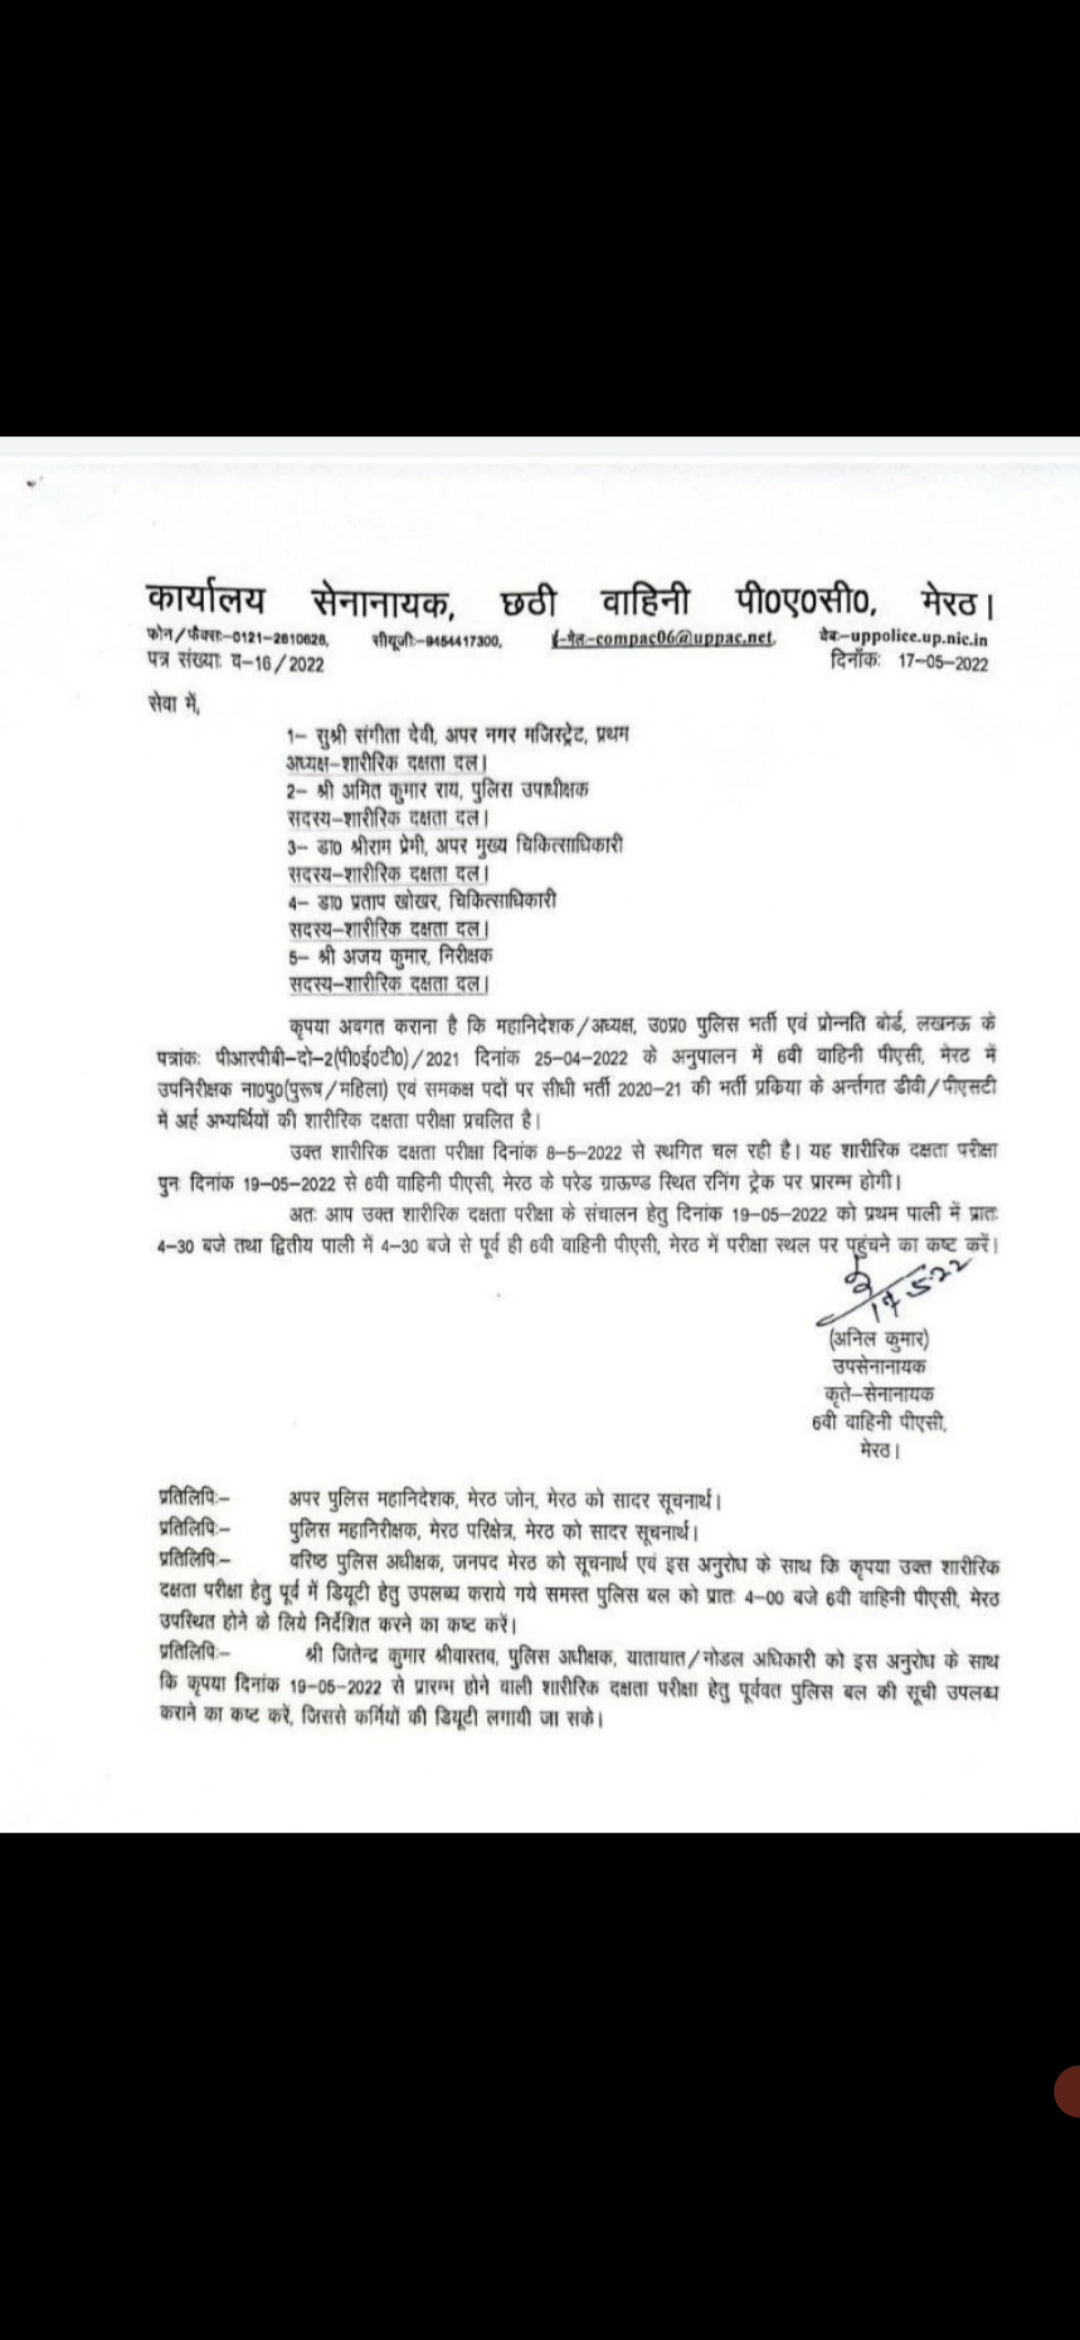 कार्यालय सेनानायक, छठी वाहिनी पी0ए0सी0, मेरठ।
फोन/फैक्सः–0121–2610626, सीयूजीः–9454417300, ई-मेल:–compac06@uppac.net, वेबः–uppolice.up.nic.in
पत्र संख्याः व–16/2022 दिनाँकः 17–05–2022
सेवा में,
1– सुश्री संगीता देवी, अपर नगर मजिस्ट्रेट, प्रथम
अध्यक्ष–शारीरिक दक्षता दल।
2– श्री अमित कुमार राय, पुलिस उपाधीक्षक
सदस्य–शारीरिक दक्षता दल।
3– डा0 श्रीराम प्रेमी, अपर मुख्य चिकित्साधिकारी
सदस्य–शारीरिक दक्षता दल।
4– डा0 प्रताप खोखर, चिकित्साधिकारी
सदस्य–शारीरिक दक्षता दल।
5– श्री अजय कुमार, निरीक्षक
सदस्य–शारीरिक दक्षता दल।
कृपया अवगत कराना है कि महानिदेशक/अध्यक्ष, उ0प्र0 पुलिस भर्ती एवं प्रोन्नति बोर्ड, लखनऊ के
पत्रांकः पीआरपीबी–दो–2(पी0ई0टी0)/2021 दिनांक 25–04–2022 के अनुपालन में 6वी वाहिनी पीएसी, मेरठ में
उपनिरीक्षक ना0पु0(पुरूष/महिला) एवं समकक्ष पदों पर सीधी भर्ती 2020–21 की भर्ती प्रकिया के अर्न्तगत डीवी/पीएसटी
में अर्ह अभ्यर्थियों की शारीरिक दक्षता परीक्षा प्रचलित है।
उक्त शारीरिक दक्षता परीक्षा दिनांक 8–5–2022 से स्थगित चल रही है। यह शारीरिक दक्षता परीक्षा
पुनः दिनांक 19–05–2022 से 6वी वाहिनी पीएसी, मेरठ के परेड ग्राऊण्ड स्थित रनिंग ट्रेक पर प्रारम्भ होगी।
अतः आप उक्त शारीरिक दक्षता परीक्षा के संचालन हेतु दिनांक 19–05–2022 को प्रथम पाली में प्रातः
4–30 बजे तथा द्वितीय पाली में 4–30 बजे से पूर्व ही 6वी वाहिनी पीएसी, मेरठ में परीक्षा स्थल पर पहुंचने का कष्ट करें।
17.5.22
(अनिल कुमार)
उपसेनानायक
कृते–सेनानायक
6वी वाहिनी पीएसी,
मेरठ।
प्रतिलिपिः– अपर पुलिस महानिदेशक, मेरठ जोन, मेरठ को सादर सूचनार्थ।
प्रतिलिपिः– पुलिस महानिरीक्षक, मेरठ परिक्षेत्र, मेरठ को सादर सूचनार्थ।
प्रतिलिपिः– वरिष्ठ पुलिस अधीक्षक, जनपद मेरठ को सूचनार्थ एवं इस अनुरोध के साथ कि कृपया उक्त शारीरिक
दक्षता परीक्षा हेतु पूर्व में डियूटी हेतु उपलब्ध कराये गये समस्त पुलिस बल को प्रातः 4–00 बजे 6वी वाहिनी पीएसी, मेरठ
उपस्थित होने के लिये निर्देशित करने का कष्ट करें।
प्रतिलिपिः– श्री जितेन्द्र कुमार श्रीवास्तव, पुलिस अधीक्षक, यातायात/नोडल अधिकारी को इस अनुरोध के साथ
कि कृपया दिनांक 19–05–2022 से प्रारम्भ होने वाली शारीरिक दक्षता परीक्षा हेतु पूर्ववत पुलिस बल की सूची उपलब्ध
कराने का कष्ट करें, जिससे कर्मियों की डियूटी लगायी जा सके।